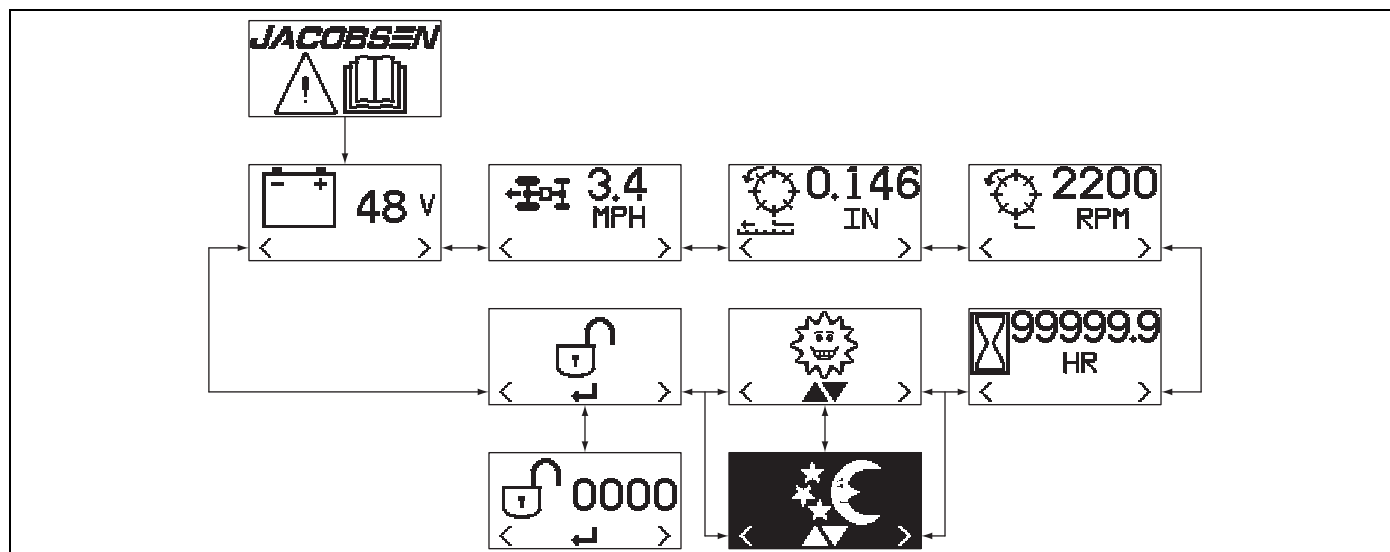 JACOBSEN
48 V
3.4
MPH
0.146
IN
2200
RPM
99999.9
HR
0000